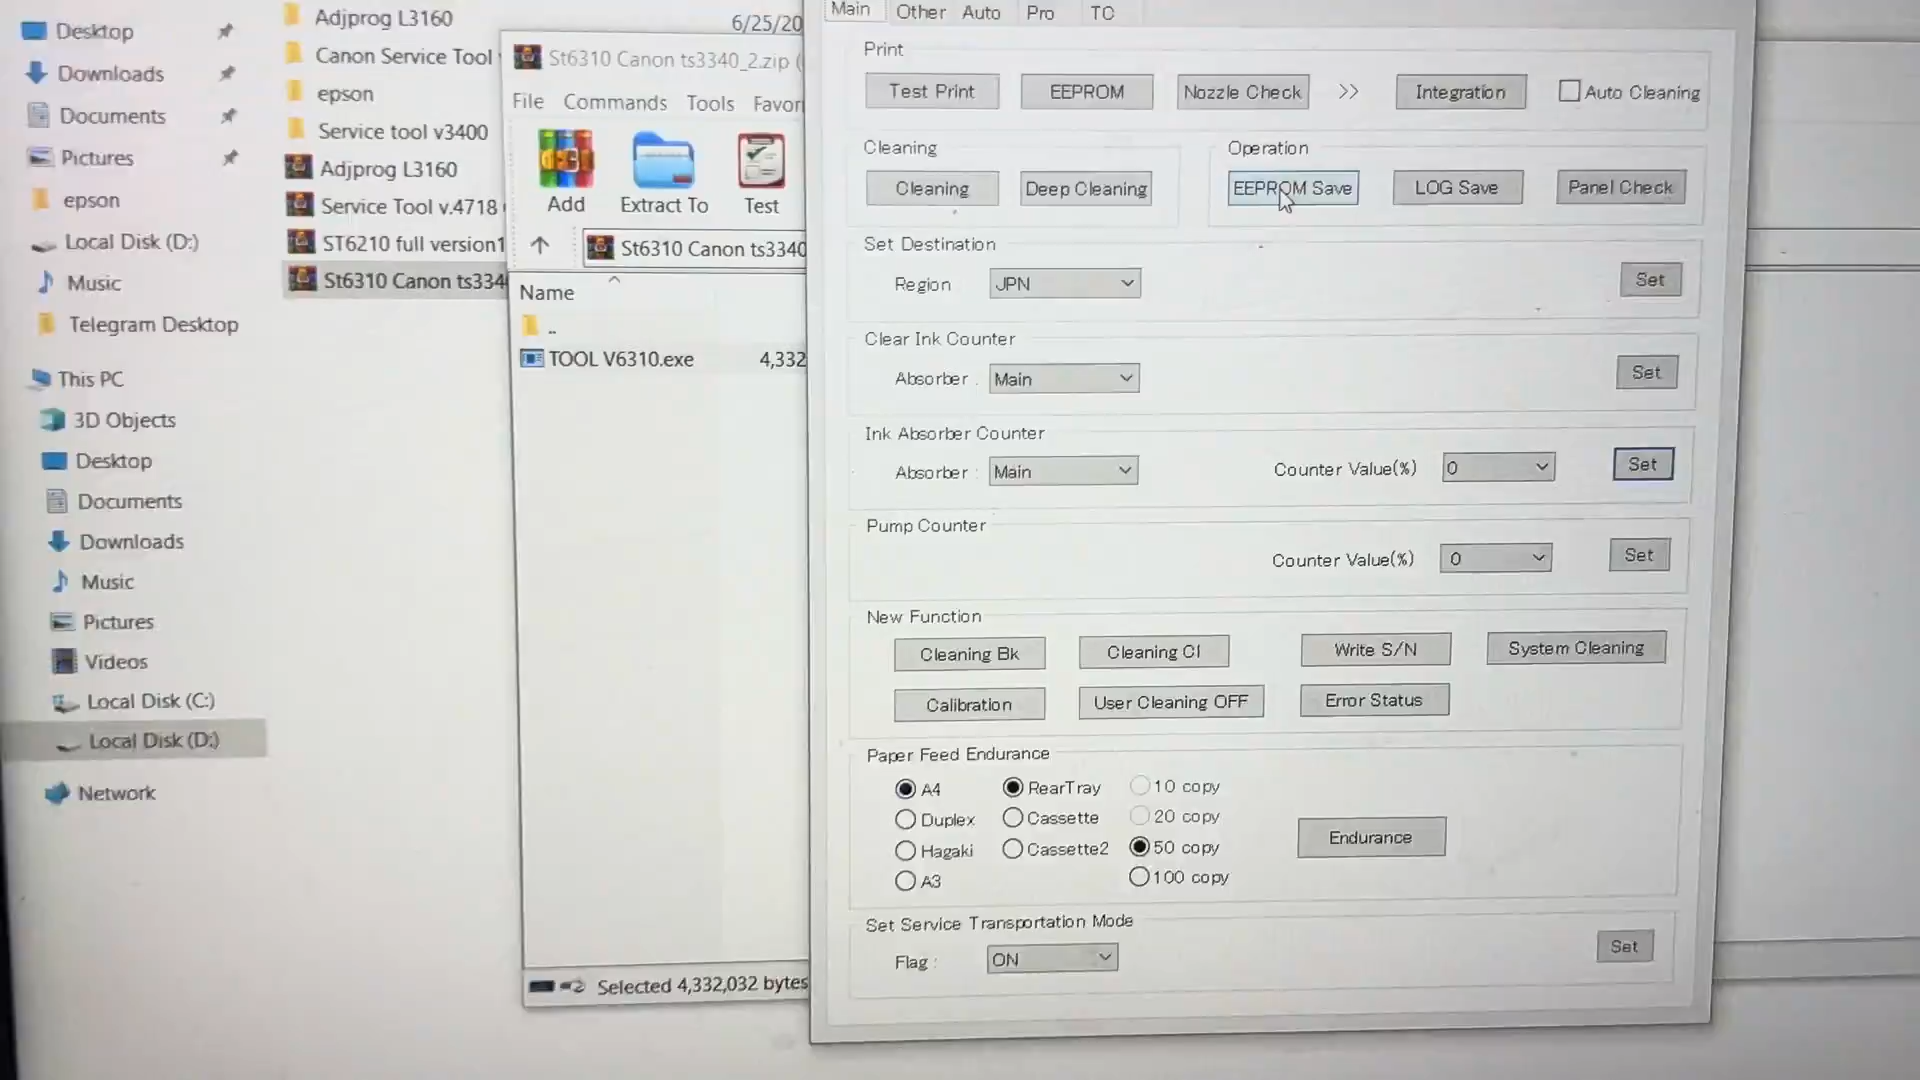 Desktop
Downloads
Documents
Pictures
epson
Local Disk (D:)
Music
Telegram Desktop
This PC
3D Objects
Desktop
Documents
Downloads
Music
Pictures
Videos
Local Disk (C:)
Local Disk (D:)
Network
Adjprog L3160
6/25/20
Canon Service Tool
epson
Service tool v3400
Adjprog L3160
Service Tool v.4718
ST6210 full version1
St6310 Canon ts334
St6310 Canon ts3340_2.zip (
File Commands Tools Favor
Add Extract To Test
St6310 Canon ts3340
Name
..
TOOL V6310.exe 4,332
Selected 4,332,032 bytes
Main Other Auto Pro TC
Print
Test Print EEPROM Nozzle Check >> Integration Auto Cleaning
Cleaning
Cleaning Deep Cleaning
Operation
EEPROM Save LOG Save Panel Check
Set Destination
Region JPN Set
Clear Ink Counter
Absorber : Main Set
Ink Absorber Counter
Absorber : Main Counter Value(%) 0 Set
Pump Counter
Counter Value(%) 0 Set
New Function
Cleaning Bk Cleaning Cl Write S/N System Cleaning
Calibration User Cleaning OFF Error Status
Paper Feed Endurance
A4 RearTray 10 copy
Duplex Cassette 20 copy
Hagaki Cassette2 50 copy
A3 100 copy
Endurance
Set Service Transportation Mode
Flag : ON Set